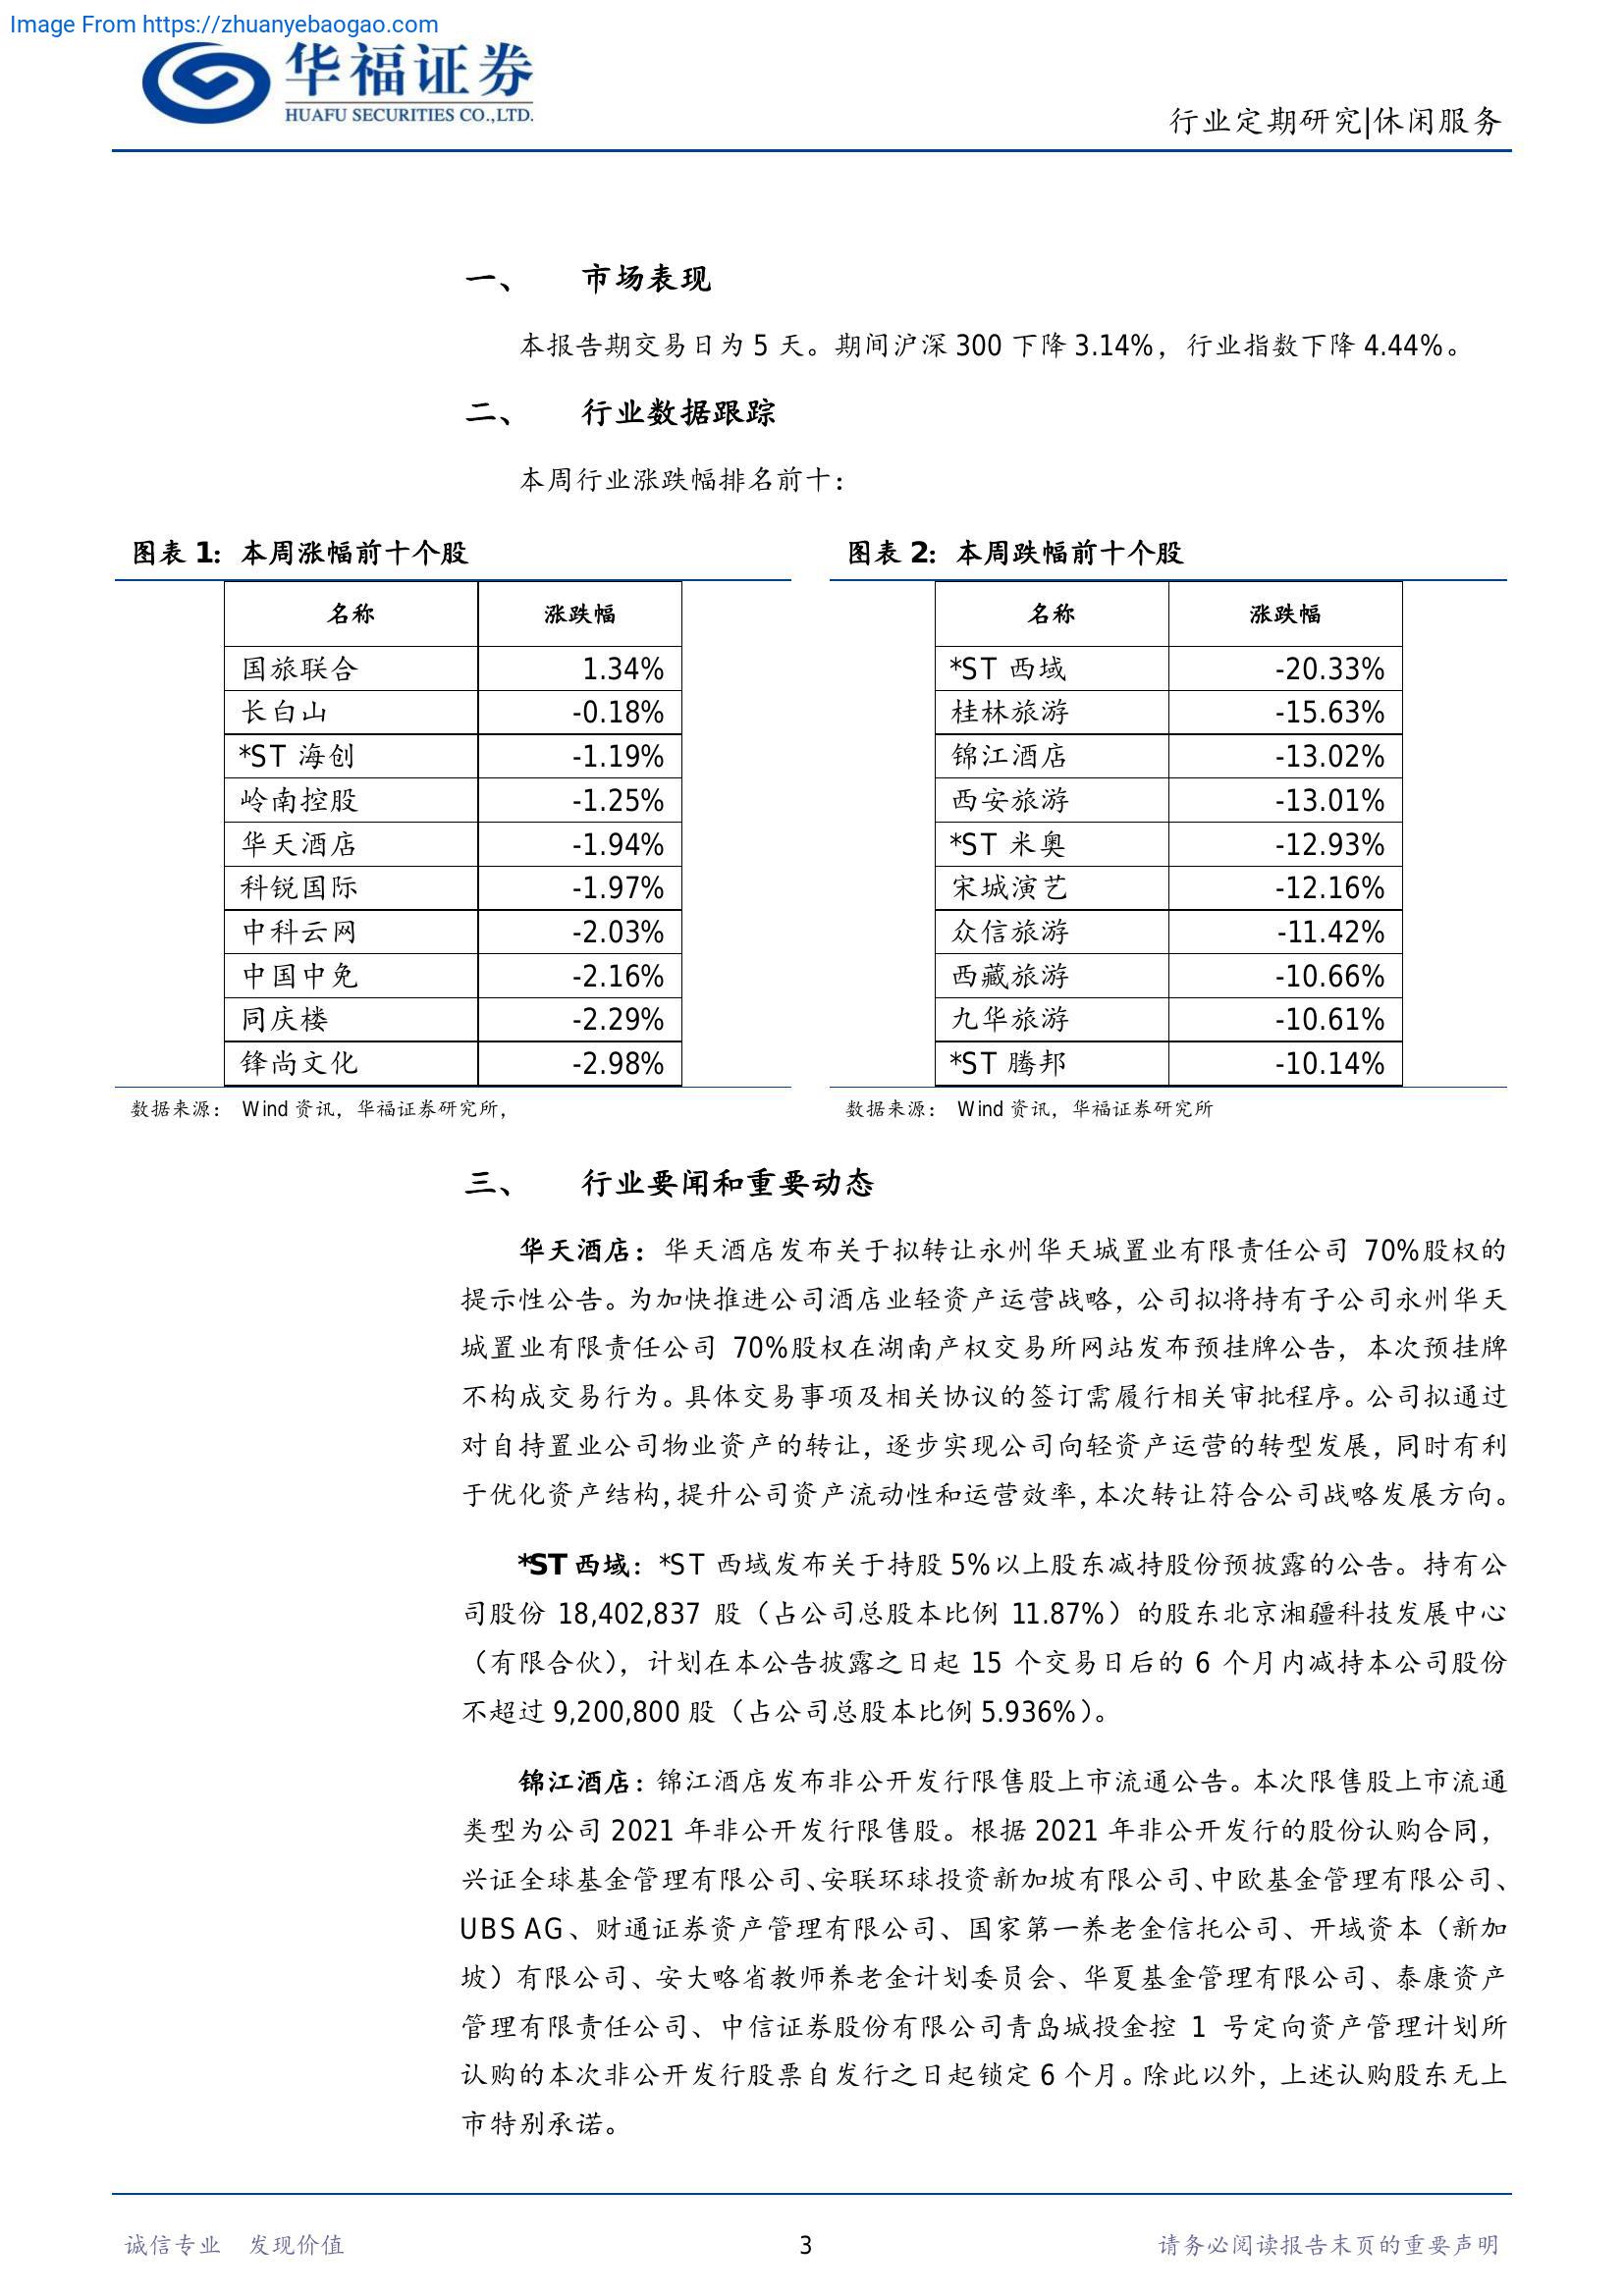 Image From https://zhuanyebaogao.com
华福证券
HUAFU SECURITIES CO.,LTD.
行业定期研究|休闲服务
一、 市场表现
本报告期交易日为 5 天。期间沪深 300 下降 3.14%，行业指数下降 4.44%。
二、 行业数据跟踪
本周行业涨跌幅排名前十：
图表 1：本周涨幅前十个股
名称 涨跌幅
国旅联合 1.34%
长白山 -0.18%
*ST 海创 -1.19%
岭南控股 -1.25%
华天酒店 -1.94%
科锐国际 -1.97%
中科云网 -2.03%
中国中免 -2.16%
同庆楼 -2.29%
锋尚文化 -2.98%
数据来源： Wind 资讯，华福证券研究所，
图表 2：本周跌幅前十个股
名称 涨跌幅
*ST 西域 -20.33%
桂林旅游 -15.63%
锦江酒店 -13.02%
西安旅游 -13.01%
*ST 米奥 -12.93%
宋城演艺 -12.16%
众信旅游 -11.42%
西藏旅游 -10.66%
九华旅游 -10.61%
*ST 腾邦 -10.14%
数据来源： Wind 资讯，华福证券研究所
三、 行业要闻和重要动态
华天酒店：华天酒店发布关于拟转让永州华天城置业有限责任公司 70%股权的
提示性公告。为加快推进公司酒店业轻资产运营战略，公司拟将持有子公司永州华天
城置业有限责任公司 70%股权在湖南产权交易所网站发布预挂牌公告，本次预挂牌
不构成交易行为。具体交易事项及相关协议的签订需履行相关审批程序。公司拟通过
对自持置业公司物业资产的转让，逐步实现公司向轻资产运营的转型发展，同时有利
于优化资产结构，提升公司资产流动性和运营效率，本次转让符合公司战略发展方向。
*ST 西域：*ST 西域发布关于持股 5%以上股东减持股份预披露的公告。持有公
司股份 18,402,837 股（占公司总股本比例 11.87%）的股东北京湘疆科技发展中心
（有限合伙），计划在本公告披露之日起 15 个交易日后的 6 个月内减持本公司股份
不超过 9,200,800 股（占公司总股本比例 5.936%）。
锦江酒店：锦江酒店发布非公开发行限售股上市流通公告。本次限售股上市流通
类型为公司 2021 年非公开发行限售股。根据 2021 年非公开发行的股份认购合同，
兴证全球基金管理有限公司、安联环球投资新加坡有限公司、中欧基金管理有限公司、
UBS AG、财通证券资产管理有限公司、国家第一养老金信托公司、开域资本（新加
坡）有限公司、安大略省教师养老金计划委员会、华夏基金管理有限公司、泰康资产
管理有限责任公司、中信证券股份有限公司青岛城投金控 1 号定向资产管理计划所
认购的本次非公开发行股票自发行之日起锁定 6 个月。除此以外，上述认购股东无上
市特别承诺。
诚信专业 发现价值
3
请务必阅读报告末页的重要声明